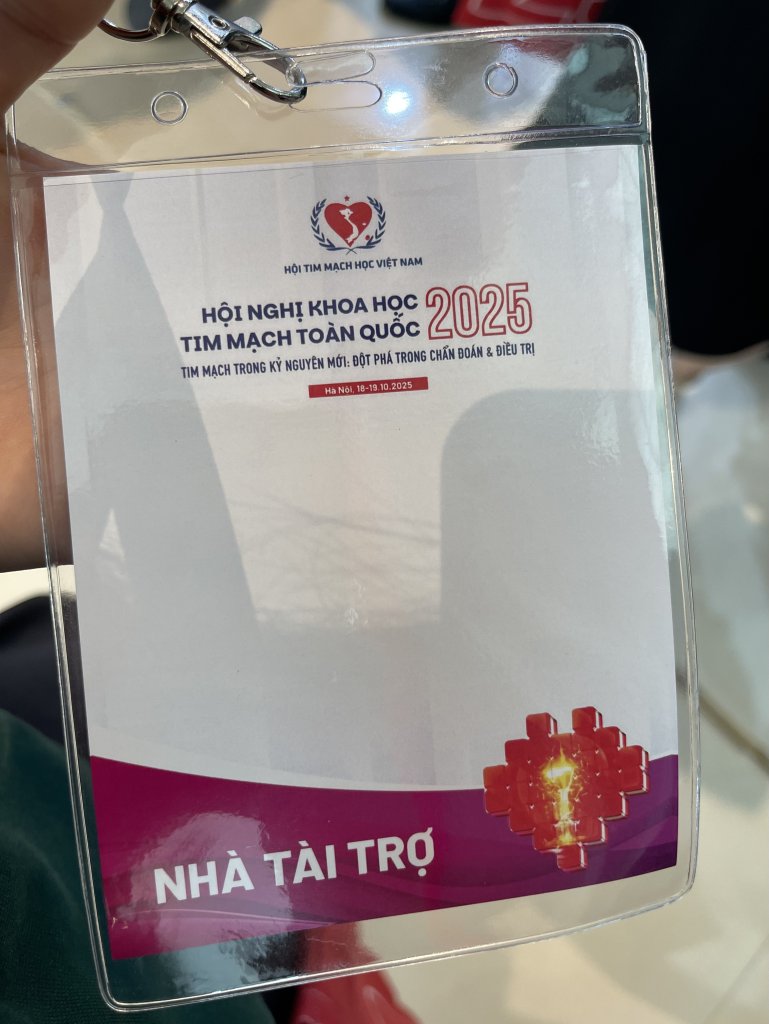 HỘI TIM MẠCH HỌC VIỆT NAM
HỘI NGHỊ KHOA HỌC
TIM MẠCH TOÀN QUỐC 2025
TIM MẠCH TRONG KỶ NGUYÊN MỚI: ĐỘT PHÁ TRONG CHẨN ĐOÁN & ĐIỀU TRỊ
Hà Nội, 18-19.10.2025
NHÀ TÀI TRỢ